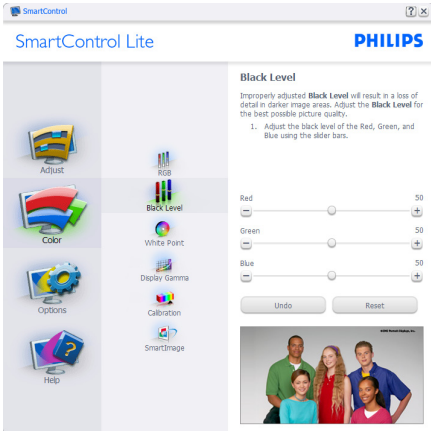 SmartControl
SmartControl Lite
PHILIPS
Adjust
Color
Options
Help
RGB
Black Level
White Point
Display Gamma
Calibration
SmartImage
Black Level
Improperly adjusted Black Level will result in a loss of
detail in darker image areas. Adjust the Black Level for
the best possible picture quality.
1. Adjust the black level of the Red, Green, and
Blue using the slider bars.
Red 50
Green 50
Blue 50
Undo Reset